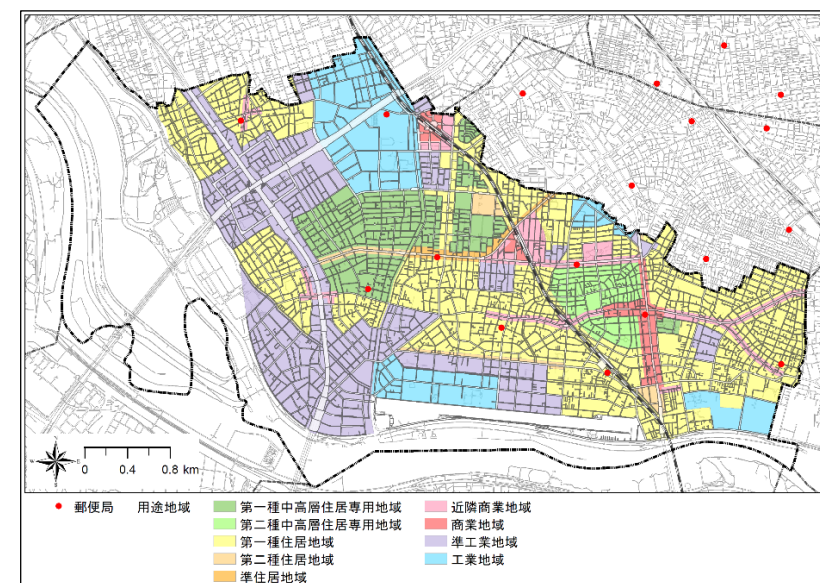 0 0.4 0.8 km
郵便局 用途地域
第一種中高層住居専用地域
第二種中高層住居専用地域
第一種住居地域
第二種住居地域
準住居地域
近隣商業地域
商業地域
準工業地域
工業地域